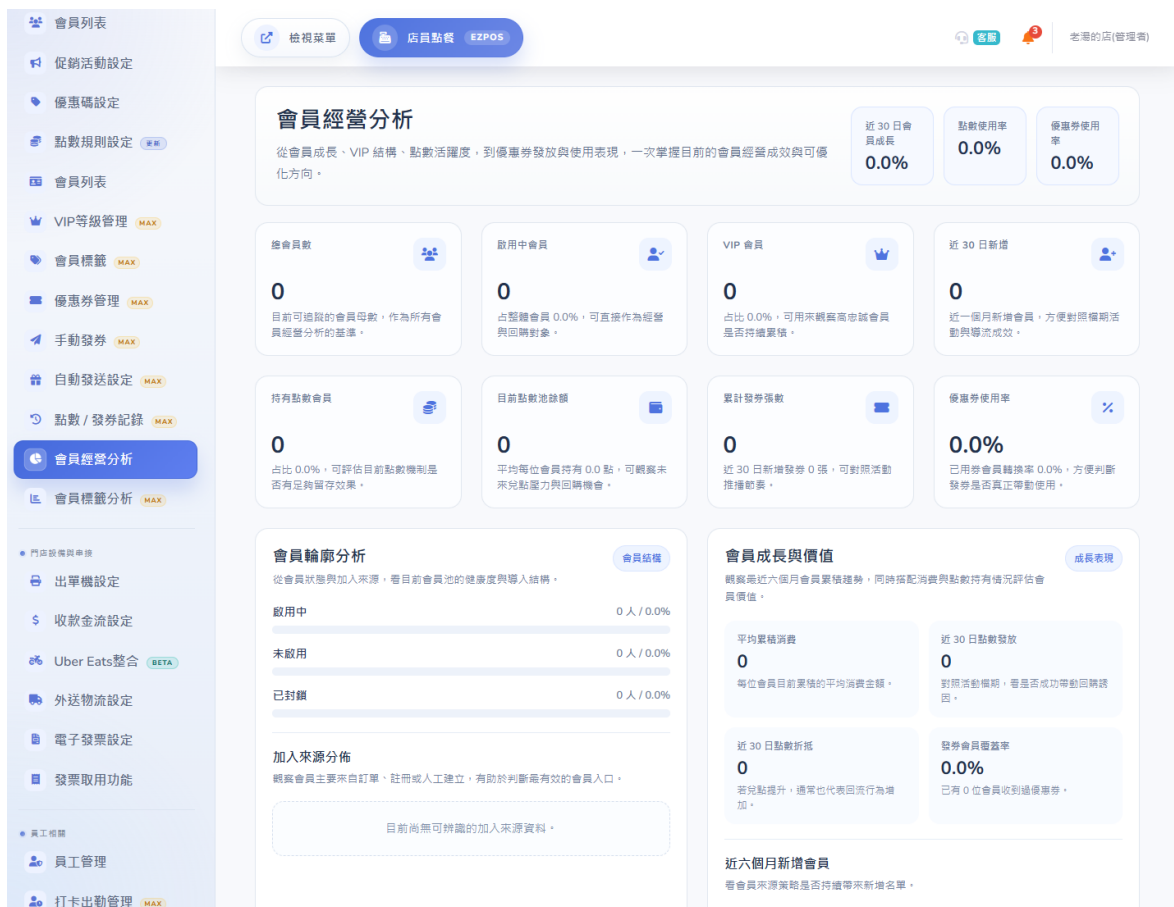 會員列表
促銷活動設定
優惠碼設定
點數規則設定 更新
會員列表
VIP等級管理 MAX
會員標籤 MAX
優惠券管理 MAX
手動發券 MAX
自動發送設定 MAX
點數 / 發券記錄 MAX
會員經營分析
會員標籤分析 MAX
門店設備與串接
出單機設定
收款金流設定
Uber Eats整合 BETA
外送物流設定
電子發票設定
發票取用功能
員工相關
員工管理
打卡出勤管理 MAX
檢視菜單
店員點餐 EZPOS
客服
3
老湯的店(管理者)
會員經營分析
從會員成長、VIP 結構、點數活躍度，到優惠券發放與使用表現，一次掌握目前的會員經營成效與可優
化方向。
近 30 日會
員成長
0.0%
點數使用率
0.0%
優惠券使用
率
0.0%
總會員數
0
目前可追蹤的會員母數，作為所有會
員經營分析的基準。
啟用中會員
0
占整體會員 0.0%，可直接作為經營
與回購對象。
VIP 會員
0
占比 0.0%，可用來觀察高忠誠會員
是否持續累積。
近 30 日新增
0
近一個月新增會員，方便對照檔期活
動與導流成效。
持有點數會員
0
占比 0.0%，可評估目前點數機制是
否有足夠留存效果。
目前點數池餘額
0
平均每位會員持有 0.0 點，可觀察未
來兌點壓力與回購機會。
累計發券張數
0
近 30 日新增發券 0 張，可對照活動
推播節奏。
優惠券使用率
0.0%
已用券會員轉換率 0.0%，方便判斷
發券是否真正帶動使用。
會員輪廓分析
會員結構
從會員狀態與加入來源，看目前會員池的健康度與導入結構。
啟用中 0 人 / 0.0%
未啟用 0 人 / 0.0%
已封鎖 0 人 / 0.0%
加入來源分佈
觀察會員主要來自訂單、註冊或人工建立，有助於判斷最有效的會員入口。
目前尚無可辨識的加入來源資料。
會員成長與價值
成長表現
觀察最近六個月會員累積趨勢，同時搭配消費與點數持有情況評估會
員價值。
平均累積消費
0
每位會員目前累積的平均消費金額。
近 30 日點數發放
0
對照活動檔期，看是否成功帶動回購誘
因。
近 30 日點數折抵
0
若兌點提升，通常也代表回流行為增
加。
發券會員覆蓋率
0.0%
已有 0 位會員收到過優惠券。
近六個月新增會員
看會員來源策略是否持續帶來新增名單。